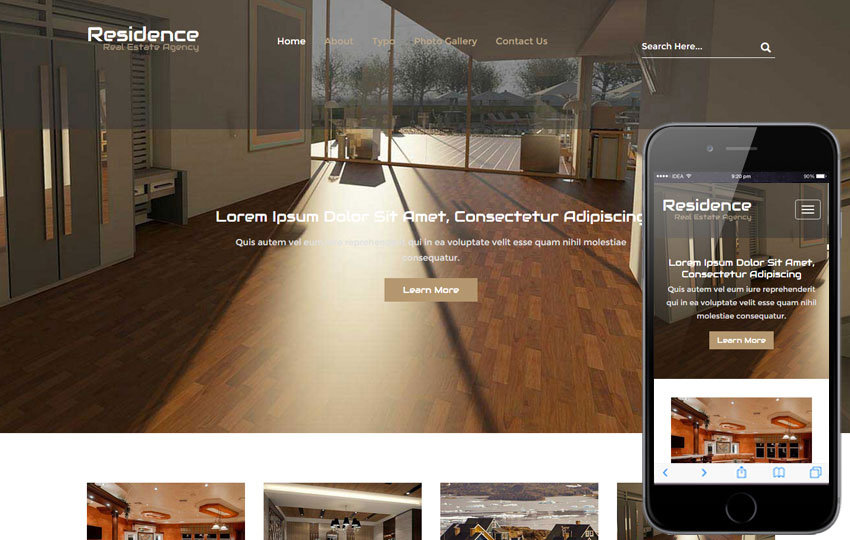 Residence
Real Estate Agency
Home About Typo Photo Gallery Contact Us
Search Here...
Lorem Ipsum Dolor Sit Amet, Consectetur Adipiscing
Quis autem vel eum iure reprehenderit qui in ea voluptate velit esse quam nihil molestiae
consequatur.
Learn More
IDEA 9:20 pm 90%
Residence
Real Estate Agency
Lorem Ipsum Dolor Sit Amet,
Consectetur Adipiscing
Quis autem vel eum iure reprehenderit
qui in ea voluptate velit esse quam nihil
molestiae consequatur.
Learn More